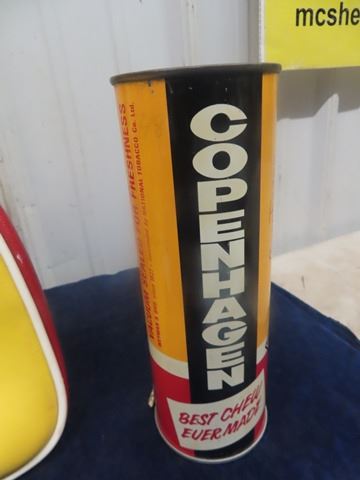 mcshe
COPENHAGEN
BEST CHEW
EVER MADE
VACUUM SEALED FOR FRESHNESS
NATIONAL TOBACCO Co. Ltd.